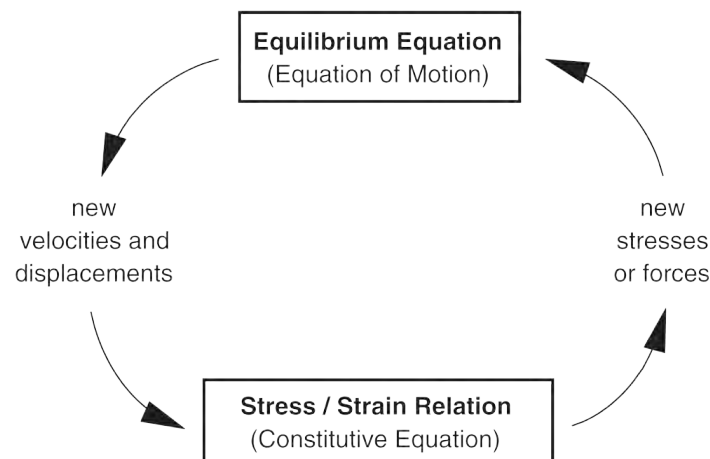 Equilibrium Equation
(Equation of Motion)
new
velocities and
displacements
new
stresses
or forces
Stress / Strain Relation
(Constitutive Equation)